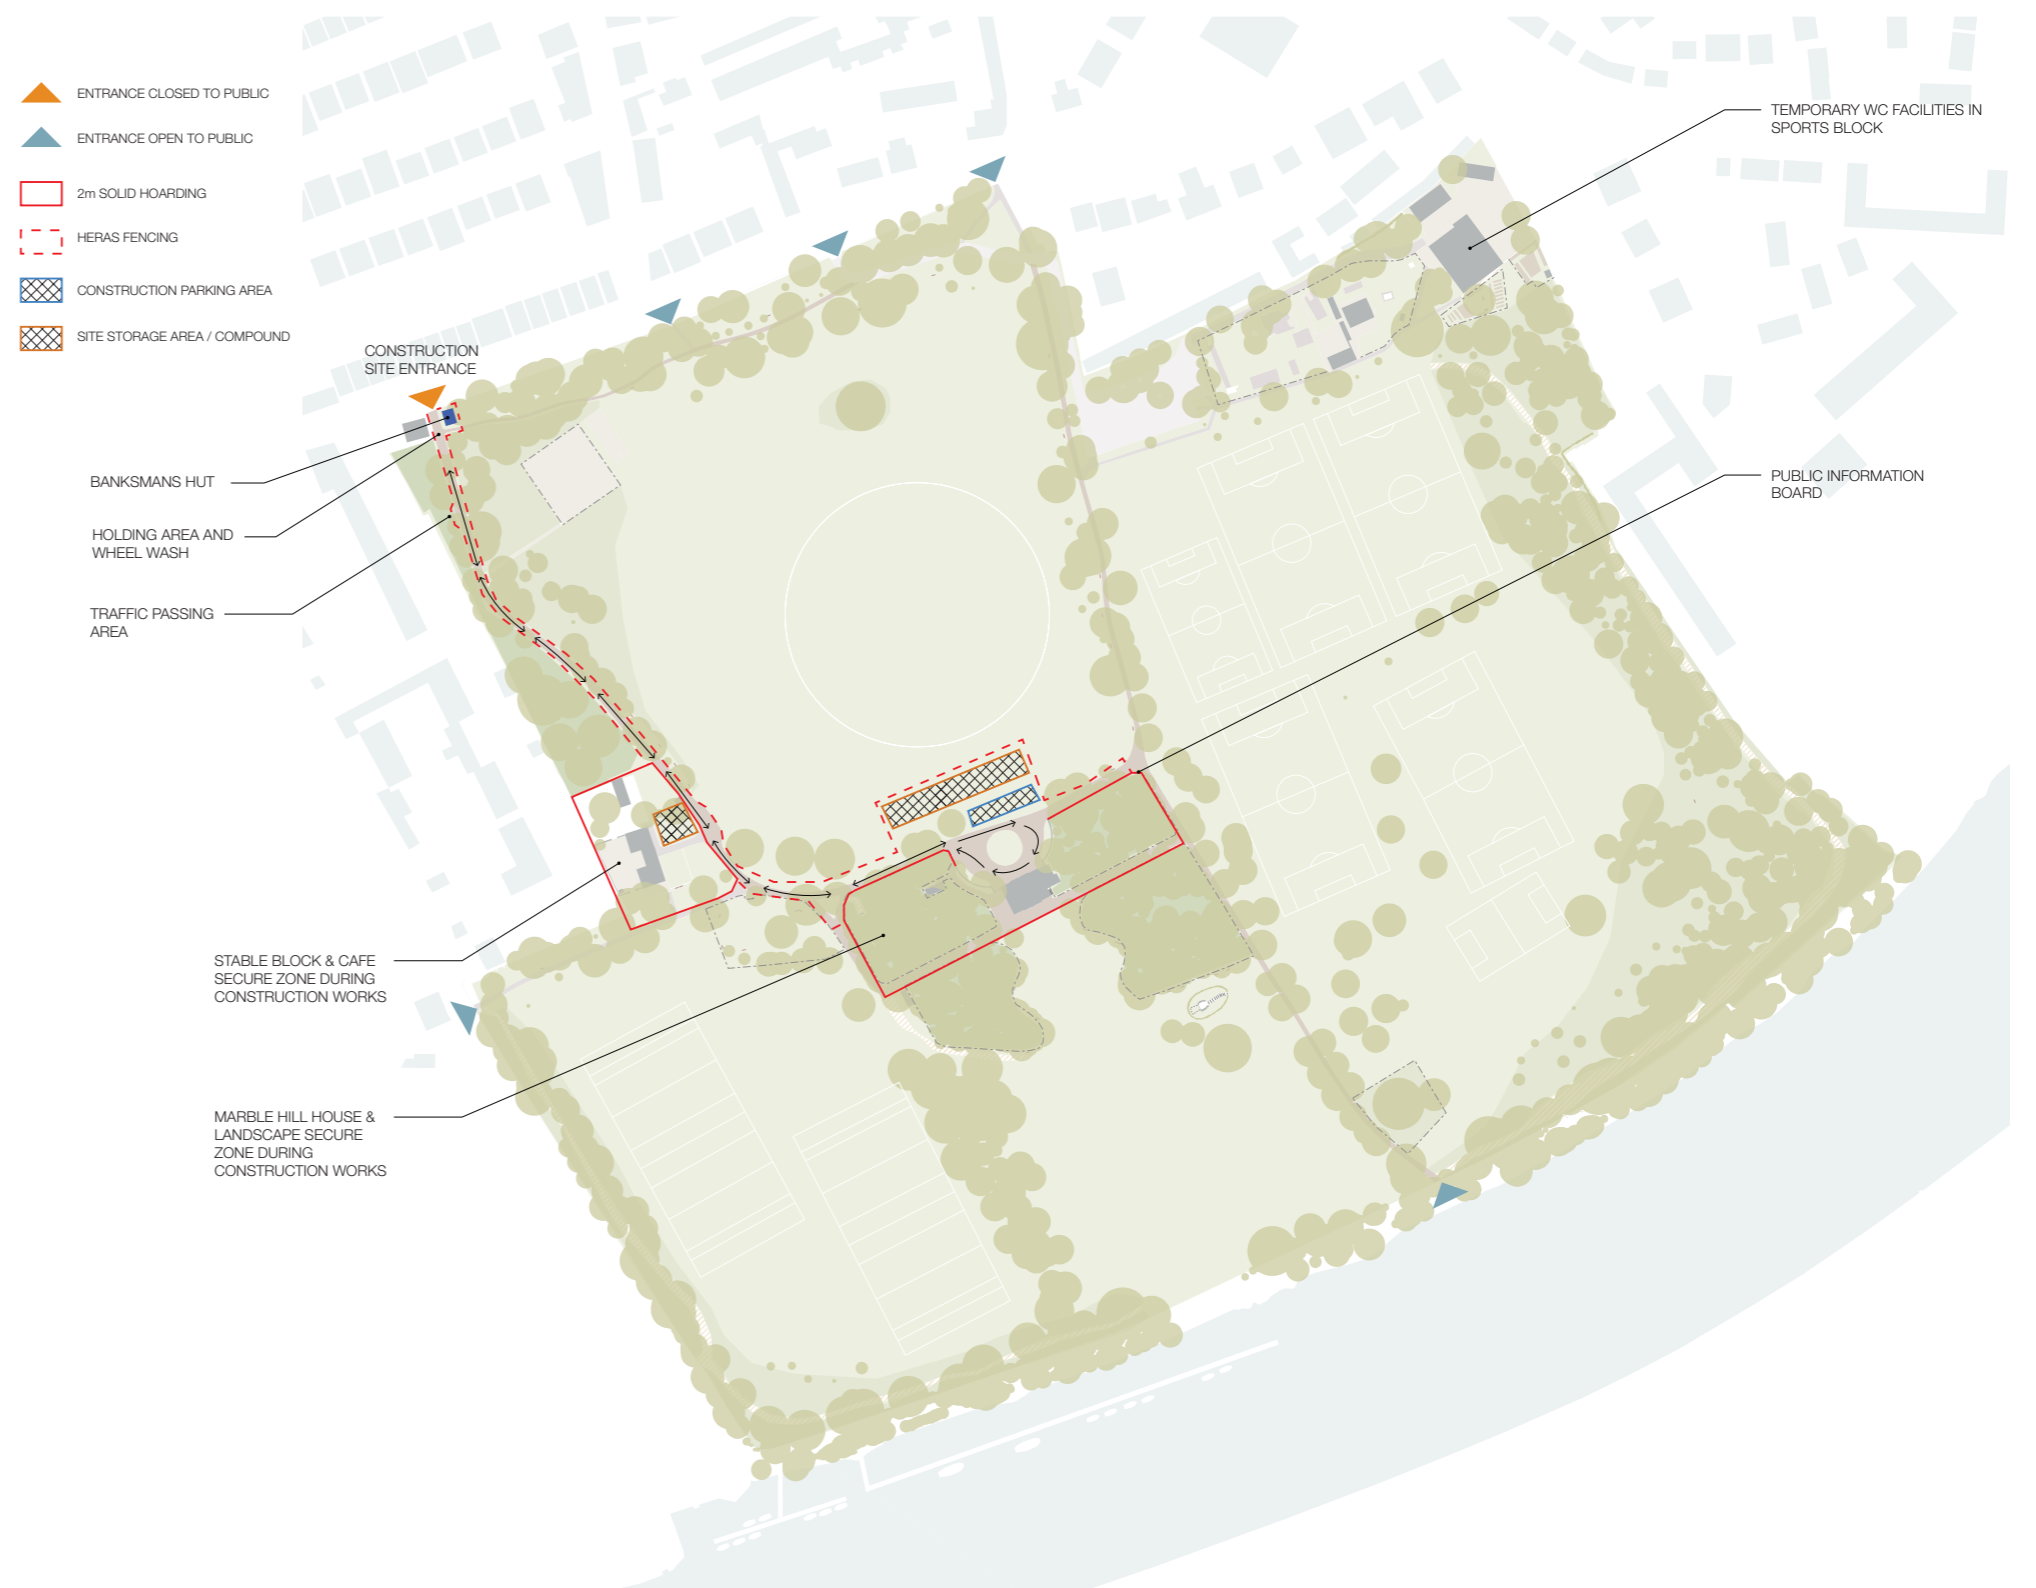 ENTRANCE CLOSED TO PUBLIC
ENTRANCE OPEN TO PUBLIC
2m SOLID HOARDING
HERAS FENCING
CONSTRUCTION PARKING AREA
SITE STORAGE AREA / COMPOUND
CONSTRUCTION
SITE ENTRANCE
BANKSMANS HUT
HOLDING AREA AND
WHEEL WASH
TRAFFIC PASSING
AREA
STABLE BLOCK & CAFE
SECURE ZONE DURING
CONSTRUCTION WORKS
MARBLE HILL HOUSE &
LANDSCAPE SECURE
ZONE DURING
CONSTRUCTION WORKS
TEMPORARY WC FACILITIES IN
SPORTS BLOCK
PUBLIC INFORMATION
BOARD